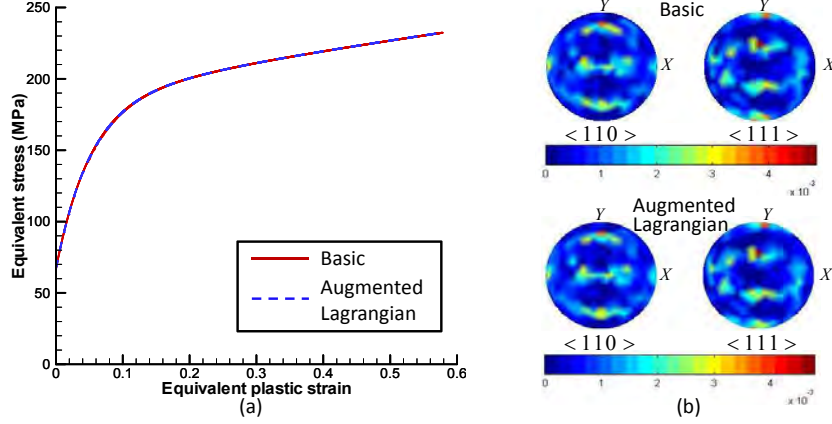 250
200
150
100
50
0
Equivalent stress (MPa)
0
0.1
0.2
0.3
0.4
0.5
0.6
Equivalent plastic strain
Basic
Augmented
Lagrangian
(a)
Basic
Y
Y
X
X
<110>
<111>
0
1
2
3
4
x 10⁻³
Augmented
Lagrangian
Y
Y
X
X
<110>
<111>
0
1
2
3
4
x 10⁻³
(b)